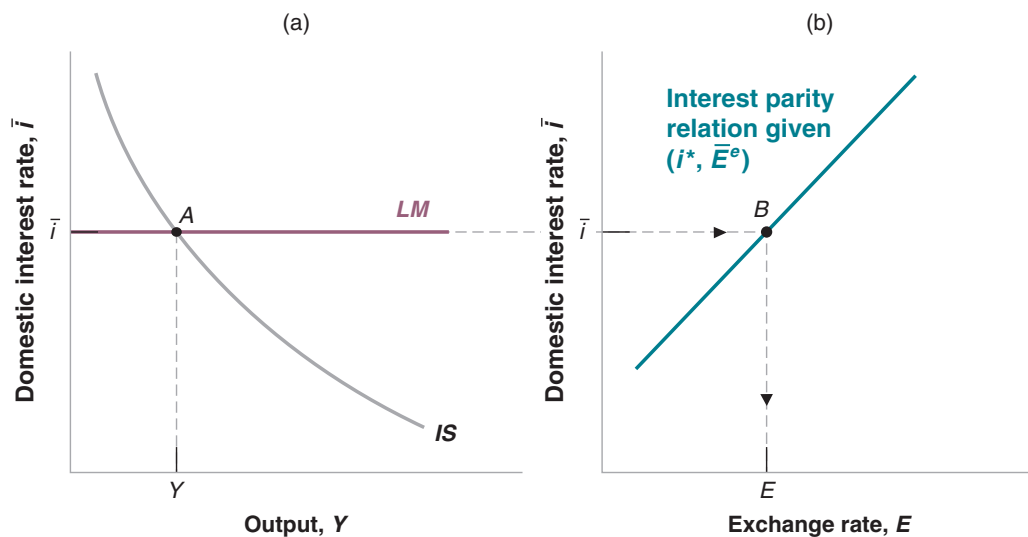 (a)
Domestic interest rate, i̅
i̅
A
LM
IS
Y
Output, Y
(b)
Domestic interest rate, i̅
Interest parity
relation given
(i*, E̅ᵉ)
i̅
B
E
Exchange rate, E